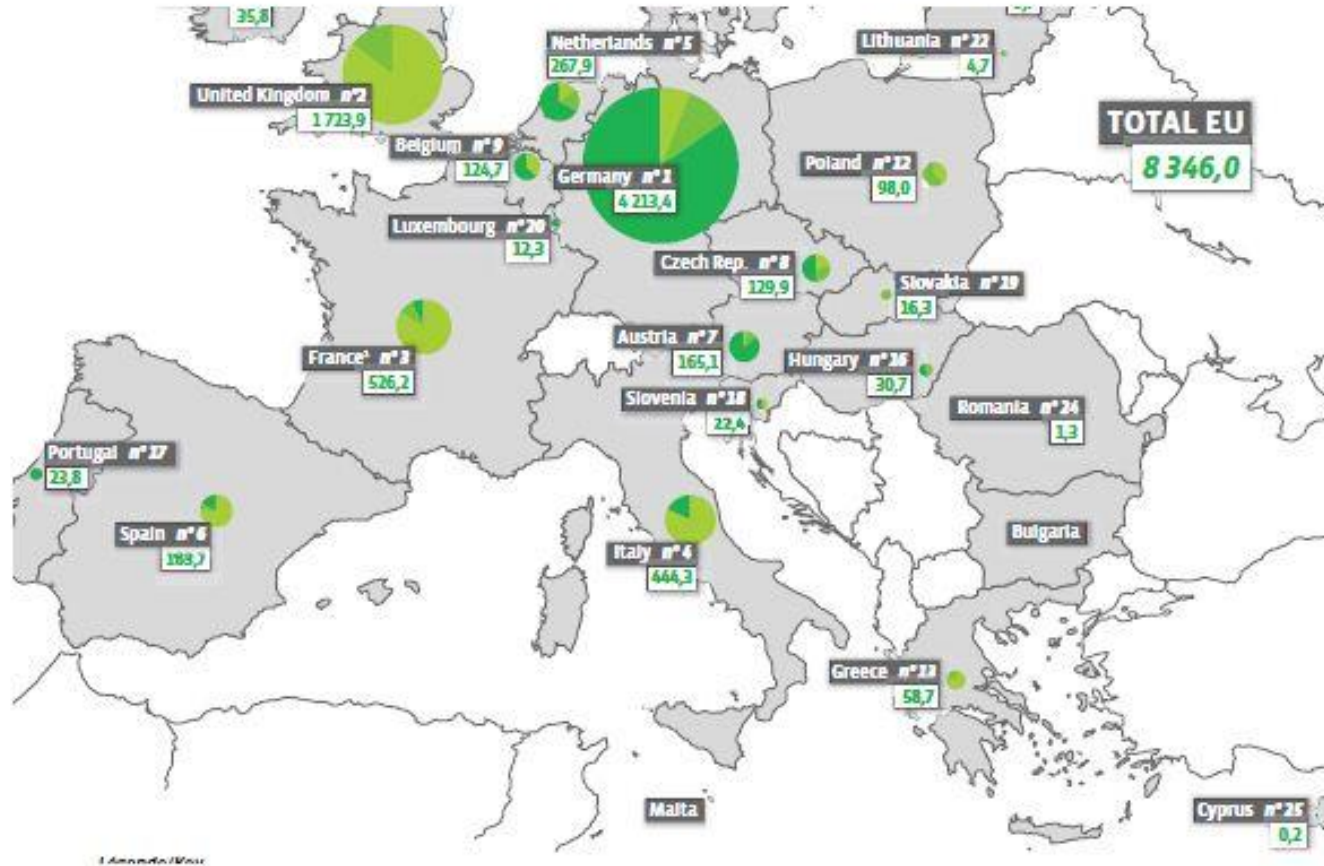 35,8
Netherlands n°5
267,9
Lithuania n°22
4,7
United Kingdom n°2
1 723,9
TOTAL EU
8 346,0
Belgium n°9
124,7
Poland n°12
98,0
Germany n°1
4 213,4
Luxembourg n°20
12,3
Czech Rep. n°8
129,9
Slovakia n°19
16,3
Austria n°7
165,1
France¹ n°3
526,2
Hungary n°16
30,7
Slovenia n°18
22,4
Romania n°24
1,3
Portugal n°17
23,8
Spain n°6
Bulgaria
Italy n°4
444,3
Greece n°13
58,7
Malta
Cyprus n°25
0,2
Légende/Key